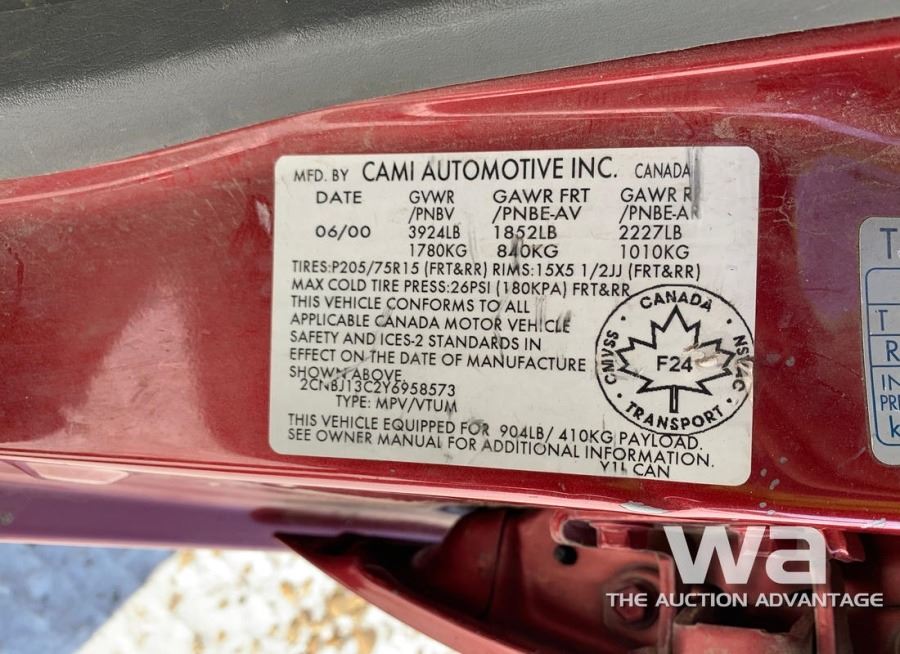 MFD. BY CAMI AUTOMOTIVE INC. CANADA
DATE GVWR GAWR FRT GAWR R
/PNBV /PNBE-AV /PNBE-AR
06/00 3924LB 1852LB 2227LB
1780KG 840KG 1010KG
TIRES:P205/75R15 (FRT&RR) RIMS:15X5 1/2JJ (FRT&RR)
MAX COLD TIRE PRESS:26PSI (180KPA) FRT&RR
THIS VEHICLE CONFORMS TO ALL
APPLICABLE CANADA MOTOR VEHICLE
SAFETY AND ICES-2 STANDARDS IN
EFFECT ON THE DATE OF MANUFACTURE
SHOWN ABOVE.
2CNBJ13C2Y6958573
TYPE: MPV/VTUM
THIS VEHICLE EQUIPPED FOR 904LB/ 410KG PAYLOAD.
SEE OWNER MANUAL FOR ADDITIONAL INFORMATION.
Y1L CAN
CANADA
CMVSS
NSVAC
F24
TRANSPORT
T
T
R
IN
PRE
k
wa
THE AUCTION ADVANTAGE